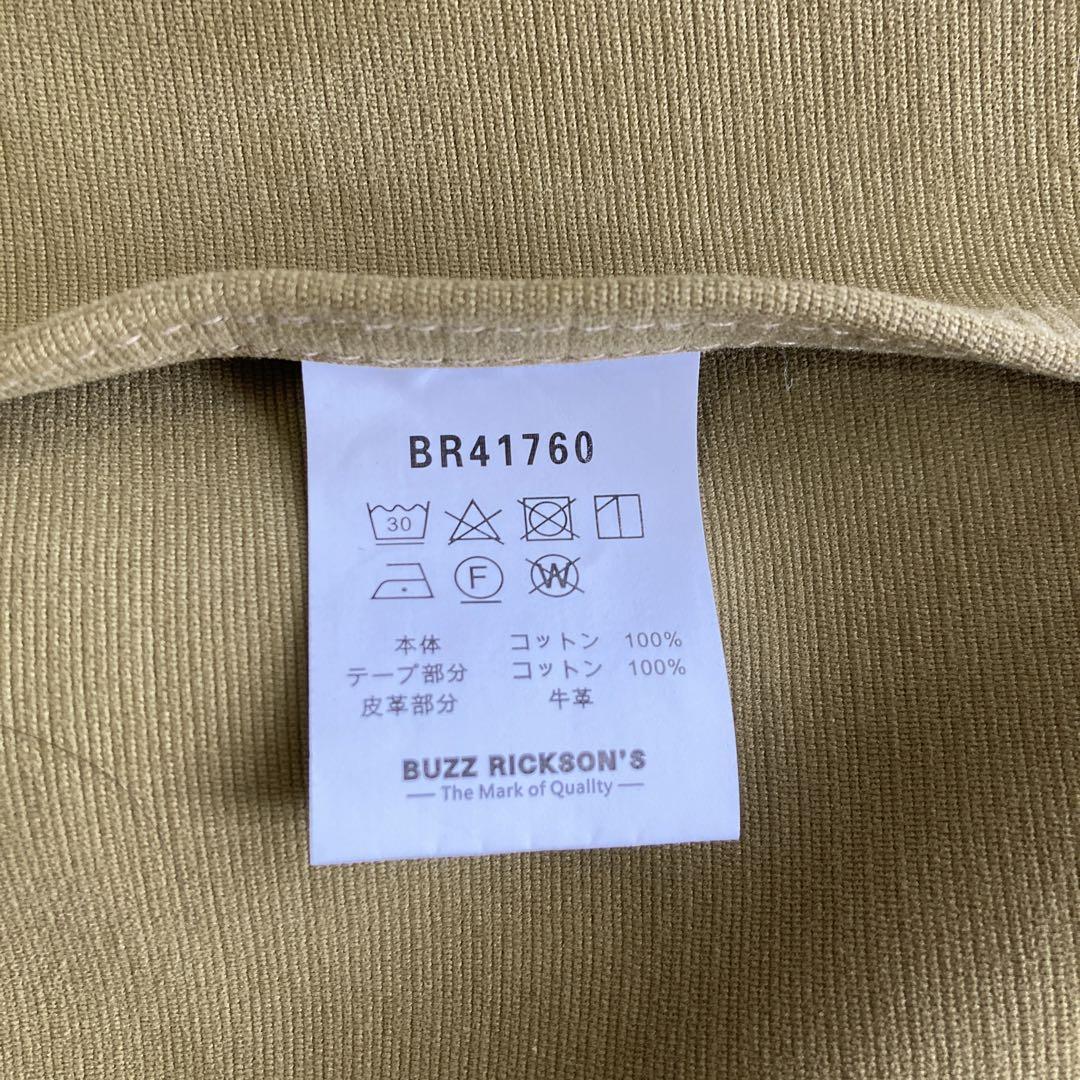 BR41760
30
F
W
本体 コットン 100%
テープ部分 コットン 100%
皮革部分 牛革
BUZZ RICKSON'S
— The Mark of Quallty —